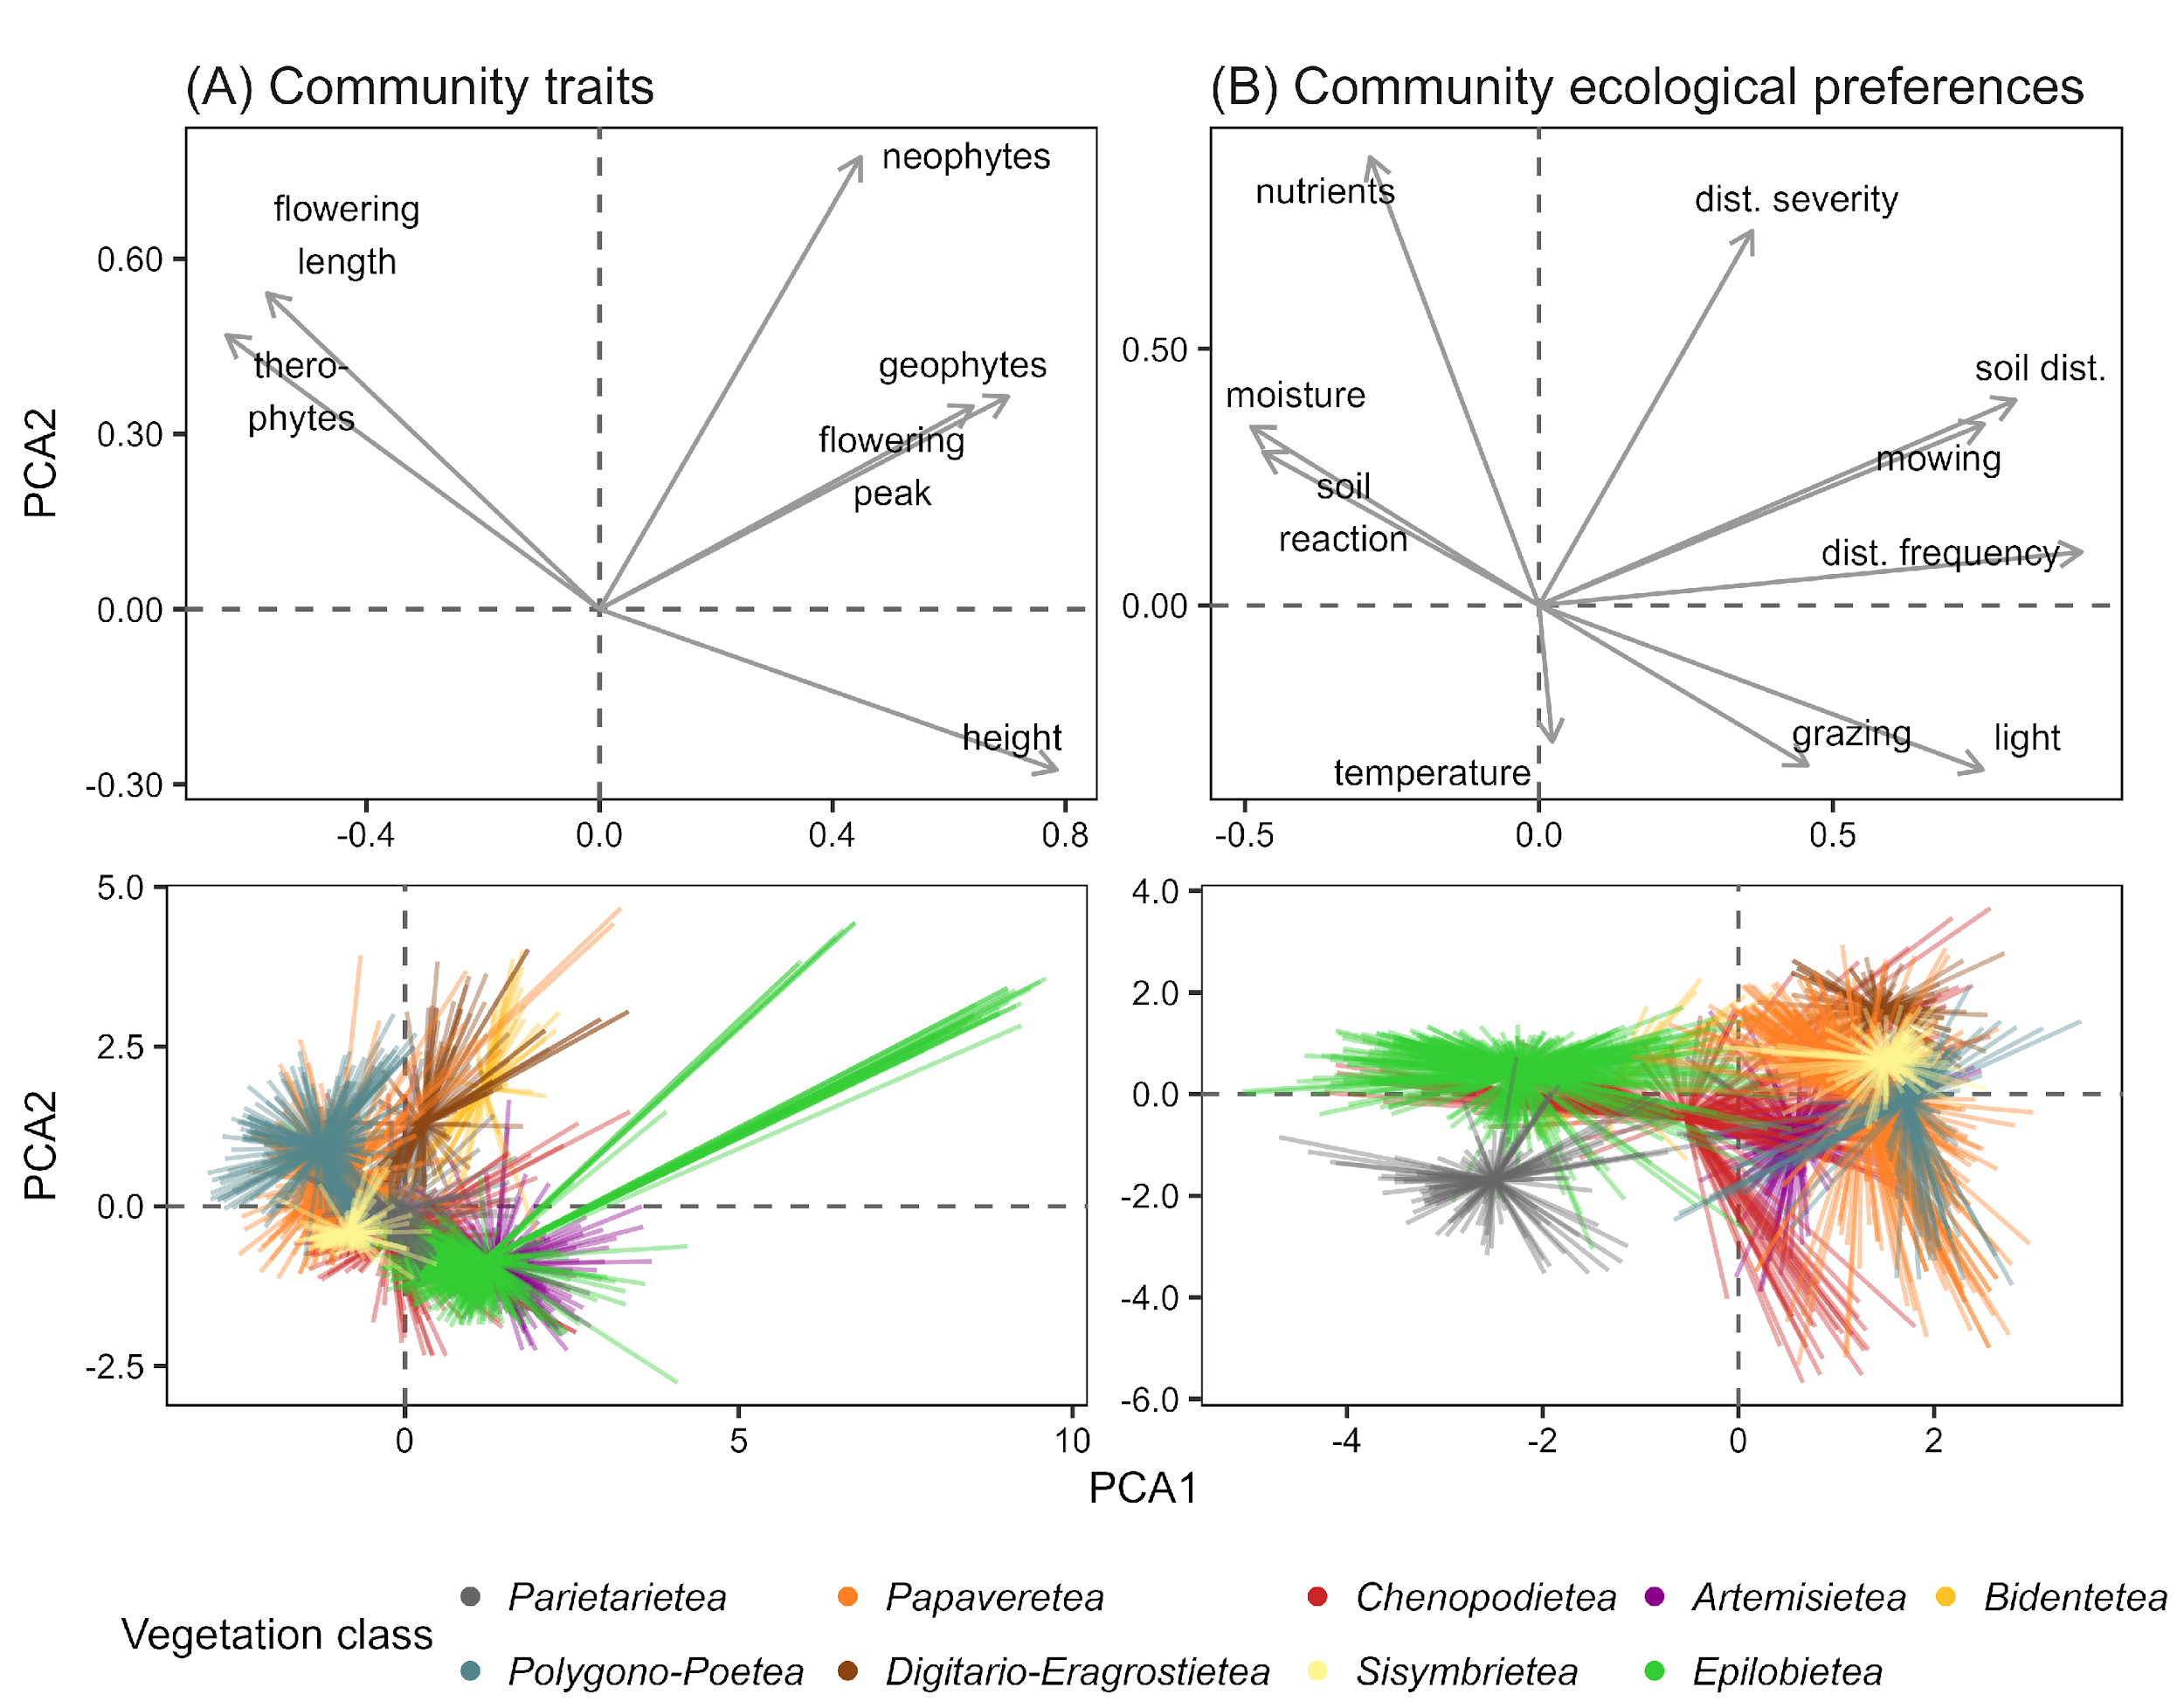 (A) Community traits
(B) Community ecological preferences
PCA2
0.60
0.30
0.00
-0.30
flowering
length
thero-
phytes
neophytes
geophytes
flowering
peak
height
-0.4
0.0
0.4
0.8
0.50
0.00
nutrients
dist. severity
moisture
soil
reaction
soil dist.
mowing
dist. frequency
grazing
light
temperature
-0.5
0.0
0.5
PCA2
5.0
2.5
0.0
-2.5
0
5
10
4.0
2.0
0.0
-2.0
-4.0
-6.0
-4
-2
0
2
PCA1
Vegetation class
Parietarietea
Papaveretea
Chenopodietea
Artemisietea
Bidentetea
Polygono-Poetea
Digitario-Eragrostietea
Sisymbrietea
Epilobietea